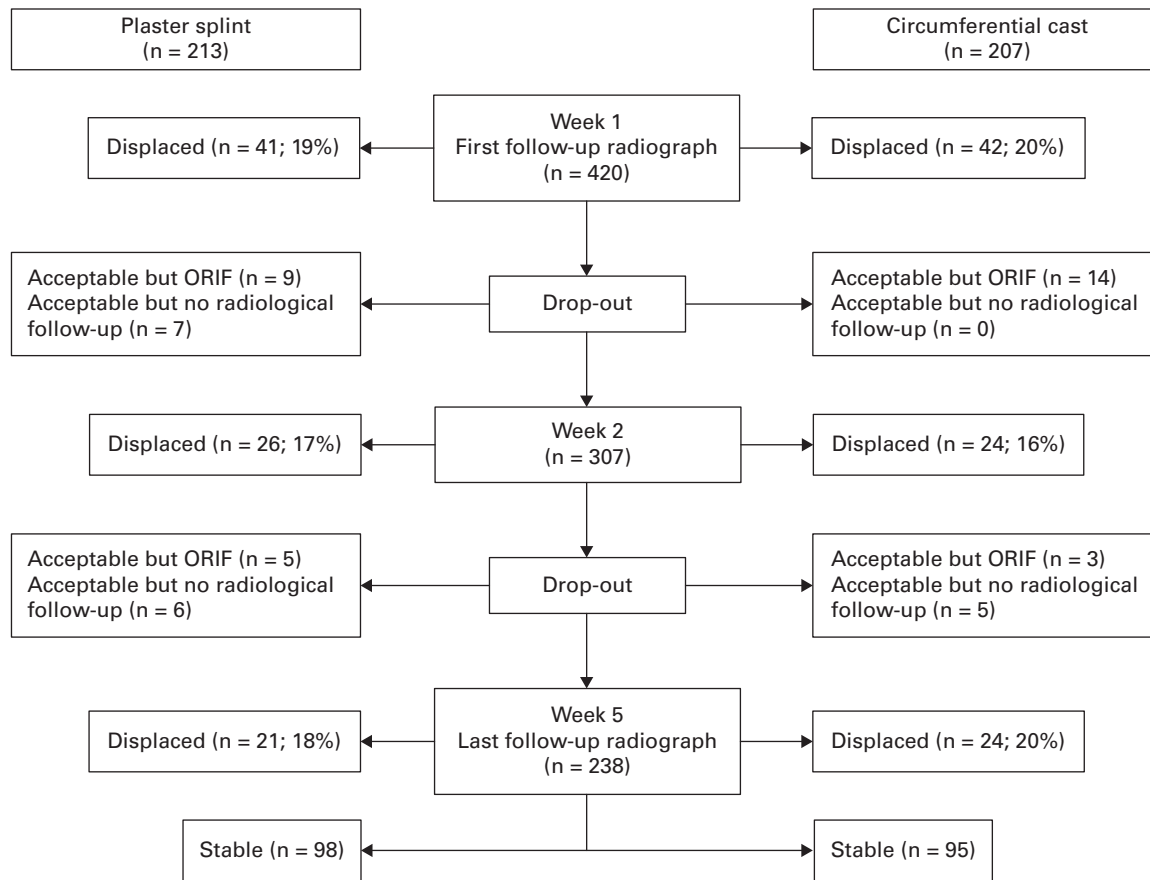 Plaster splint
(n = 213)
Circumferential cast
(n = 207)
Week 1
First follow-up radiograph
(n = 420)
Displaced (n = 41; 19%)
Displaced (n = 42; 20%)
Acceptable but ORIF (n = 9)
Acceptable but no radiological
follow-up (n = 7)
Drop-out
Acceptable but ORIF (n = 14)
Acceptable but no radiological
follow-up (n = 0)
Displaced (n = 26; 17%)
Week 2
(n = 307)
Displaced (n = 24; 16%)
Acceptable but ORIF (n = 5)
Acceptable but no radiological
follow-up (n = 6)
Drop-out
Acceptable but ORIF (n = 3)
Acceptable but no radiological
follow-up (n = 5)
Displaced (n = 21; 18%)
Week 5
Last follow-up radiograph
(n = 238)
Displaced (n = 24; 20%)
Stable (n = 98)
Stable (n = 95)